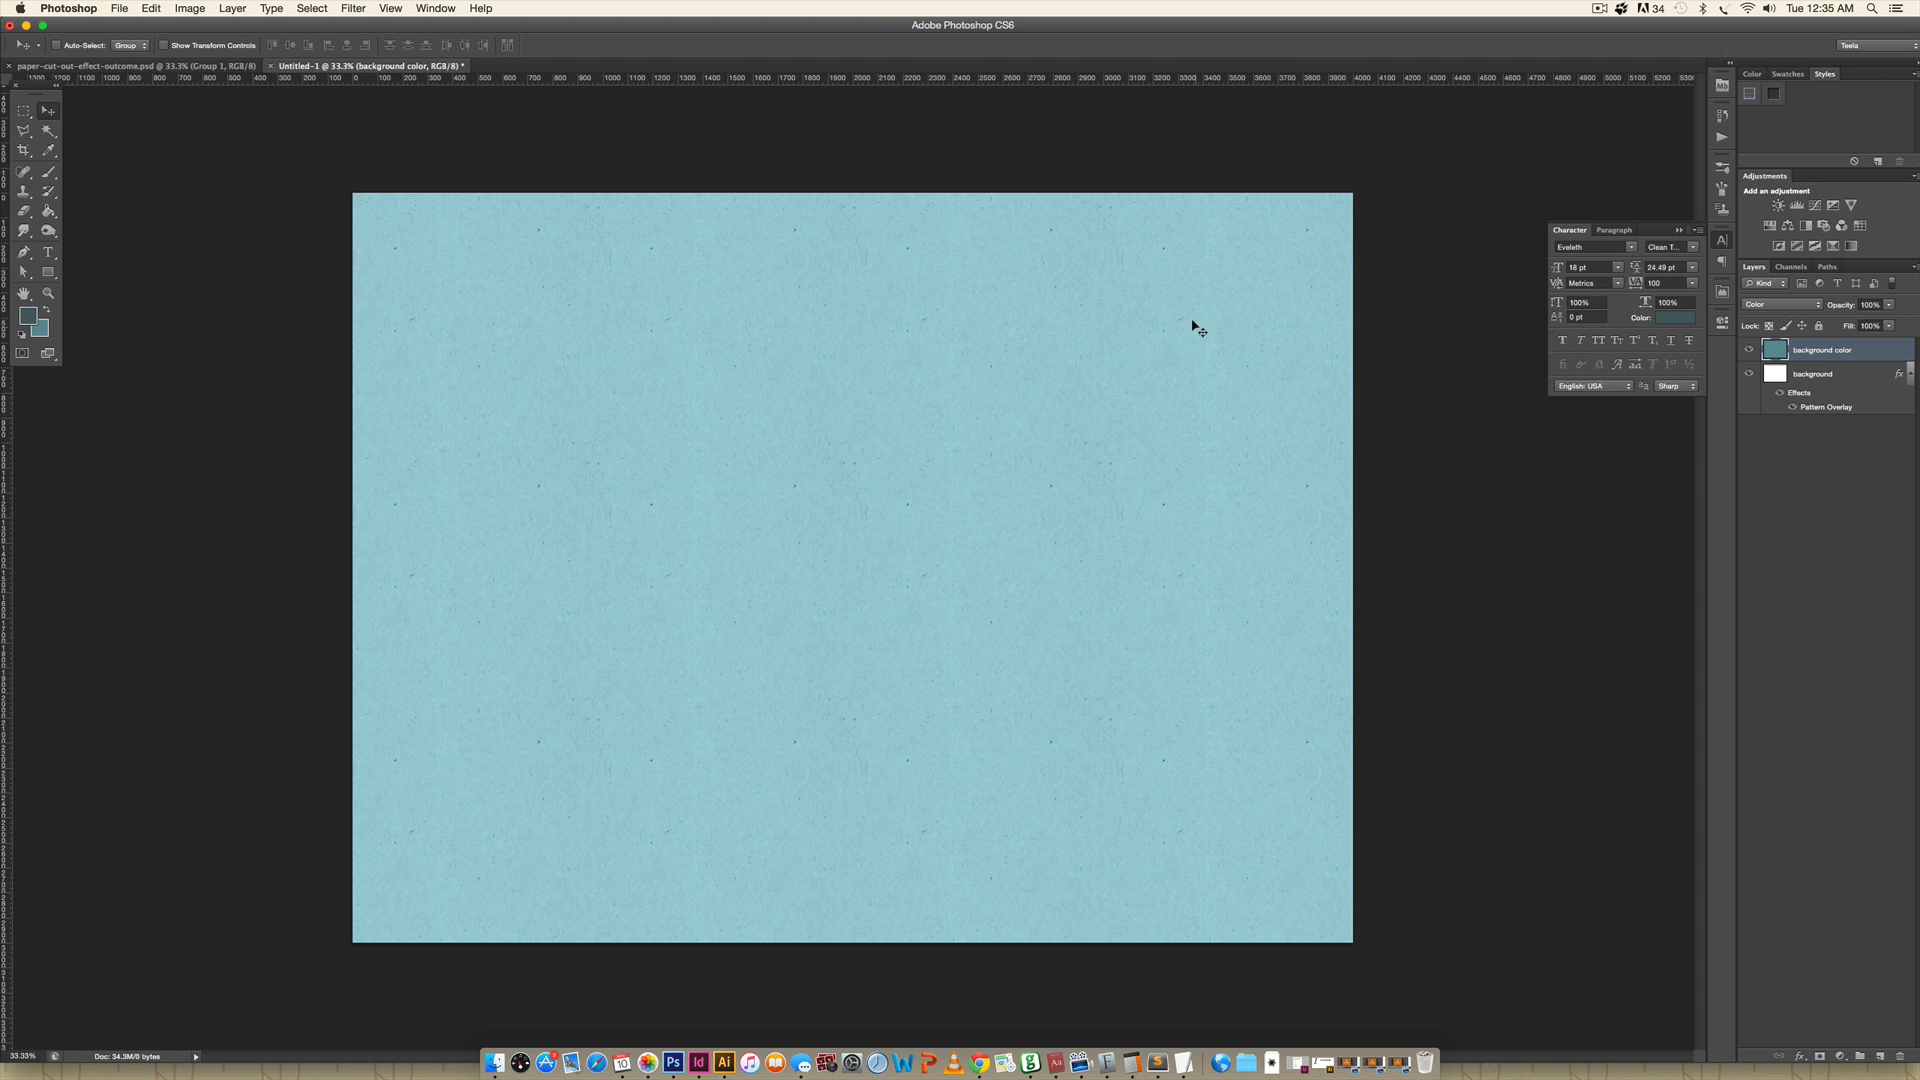 Photoshop File Edit Image Layer Type Select Filter View Window Help
34 Tue 12:35 AM
Adobe Photoshop CS6
Auto-Select: Group Show Transform Controls
Teela
paper-cut-out-effect-outcome.psd @ 33.3% (Group 1, RGB/8) Untitled-1 @ 33.3% (background color, RGB/8) *
Color Swatches Styles
Adjustments
Add an adjustment
Character Paragraph
Eveleth Clean T...
18 pt 24.49 pt
Metrics 100
100% 100%
0 pt Color:
English: USA Sharp
Layers Channels Paths
Kind
Color Opacity: 100%
Lock: Fill: 100%
background color
background fx
Effects
Pattern Overlay
33.33% Doc: 34.3M/0 bytes